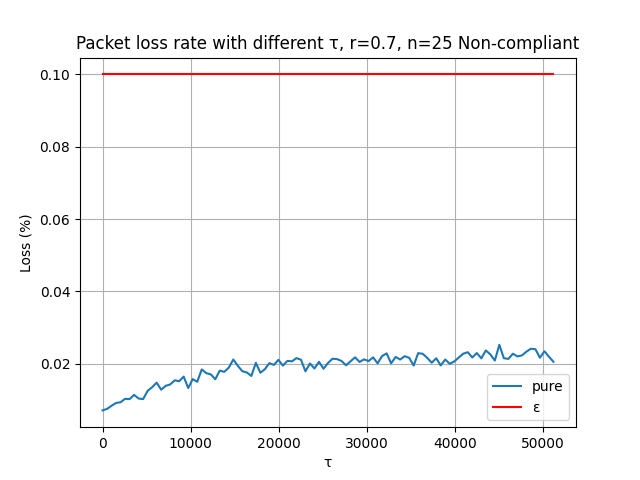 Packet loss rate with different τ, r=0.7, n=25 Non-compliant
0.10
0.08
0.06
0.04
0.02
Loss (%)
0 10000 20000 30000 40000 50000
τ
pure
ε